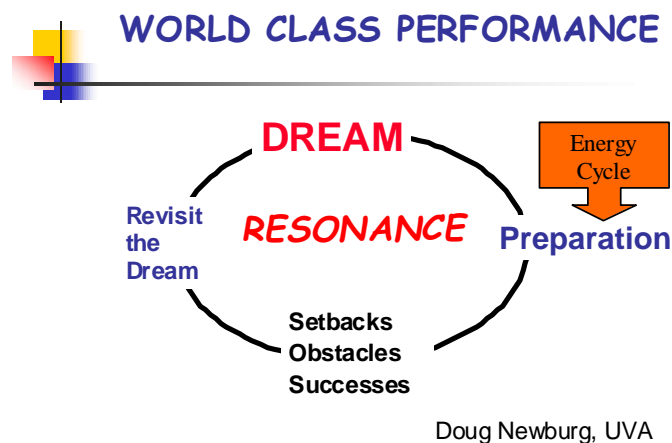 WORLD CLASS PERFORMANCE
DREAM
Energy
Cycle
Revisit
the
Dream
RESONANCE
Preparation
Setbacks
Obstacles
Successes
Doug Newburg, UVA